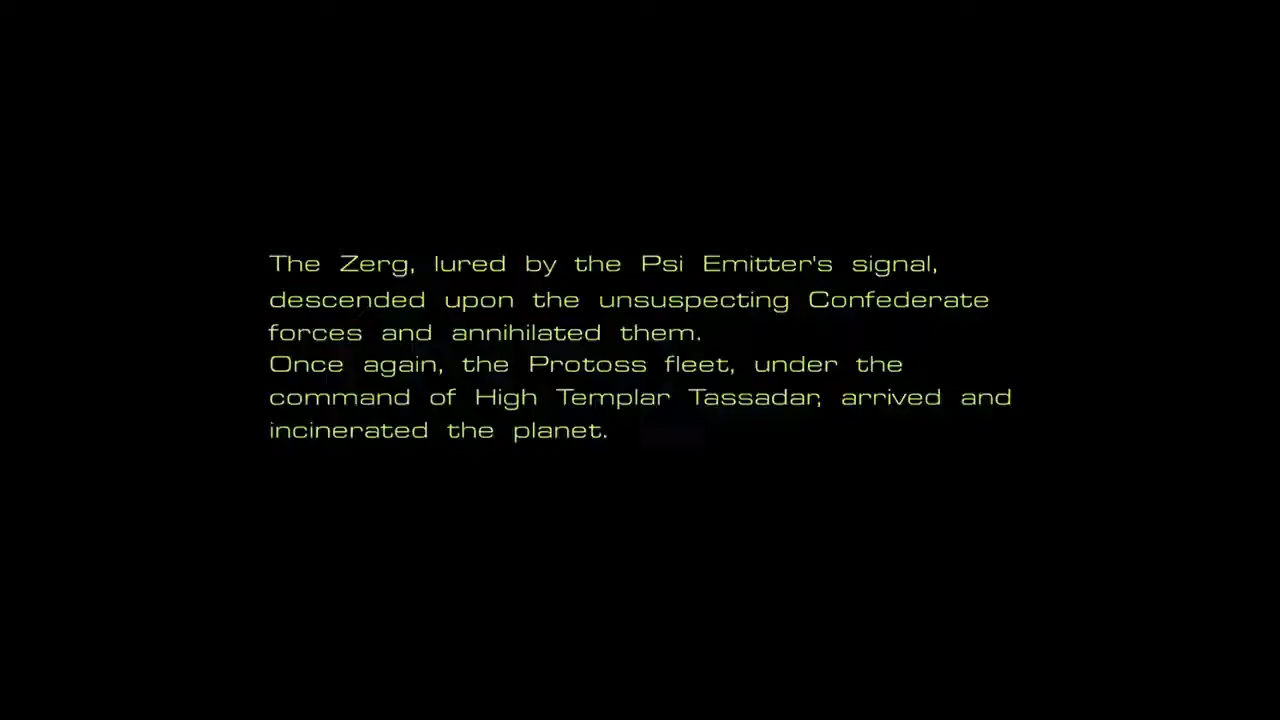 The Zerg, lured by the Psi Emitter's signal,
descended upon the unsuspecting Confederate
forces and annihilated them.
Once again, the Protoss fleet, under the
command of High Templar Tassadar, arrived and
incinerated the planet.